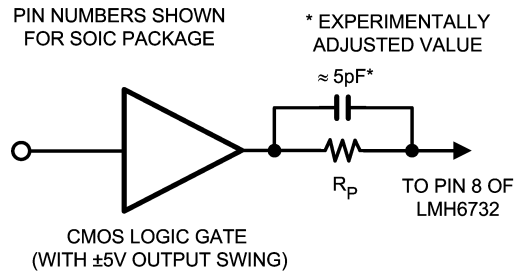 PIN NUMBERS SHOWN
FOR SOIC PACKAGE
* EXPERIMENTALLY
ADJUSTED VALUE
≈ 5pF*
RP
TO PIN 8 OF
LMH6732
CMOS LOGIC GATE
(WITH ±5V OUTPUT SWING)